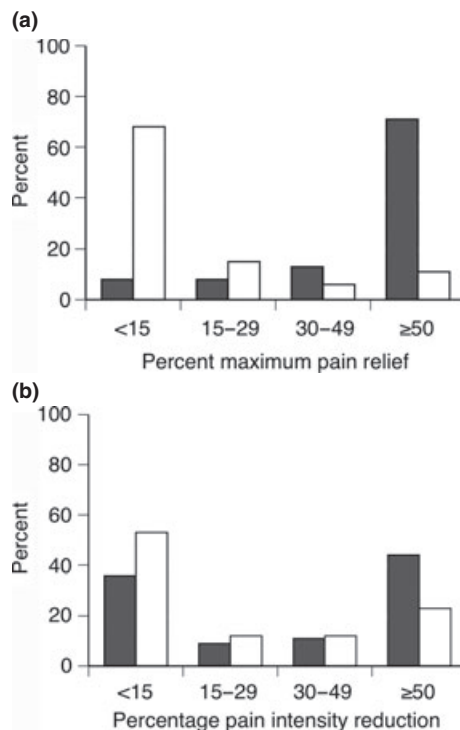 (a)
100
80
60
40
20
0
Percent
<15 15–29 30–49 ≥50
Percent maximum pain relief
(b)
100
80
60
40
20
0
Percent
<15 15–29 30–49 ≥50
Percentage pain intensity reduction